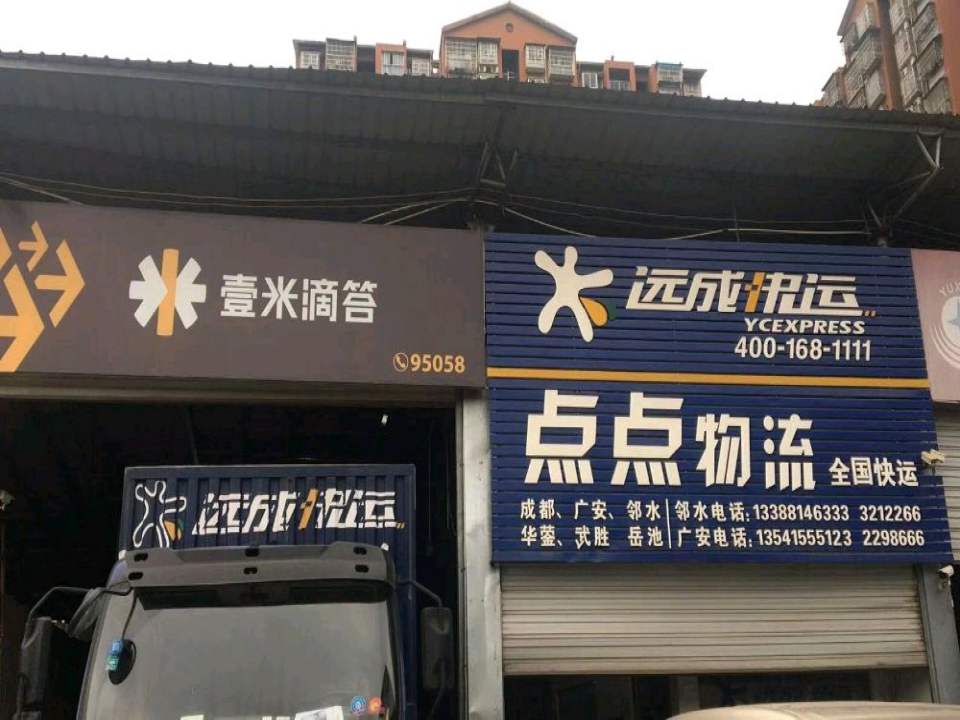 壹米滴答
95058
远成快运
YCEXPRESS
400-168-1111
点点物流 全国快运
成都、广安、邻水 邻水电话:13388146333 3212266
华蓥、武胜 岳池 广安电话:13541555123 2298666
远成快运
YUX